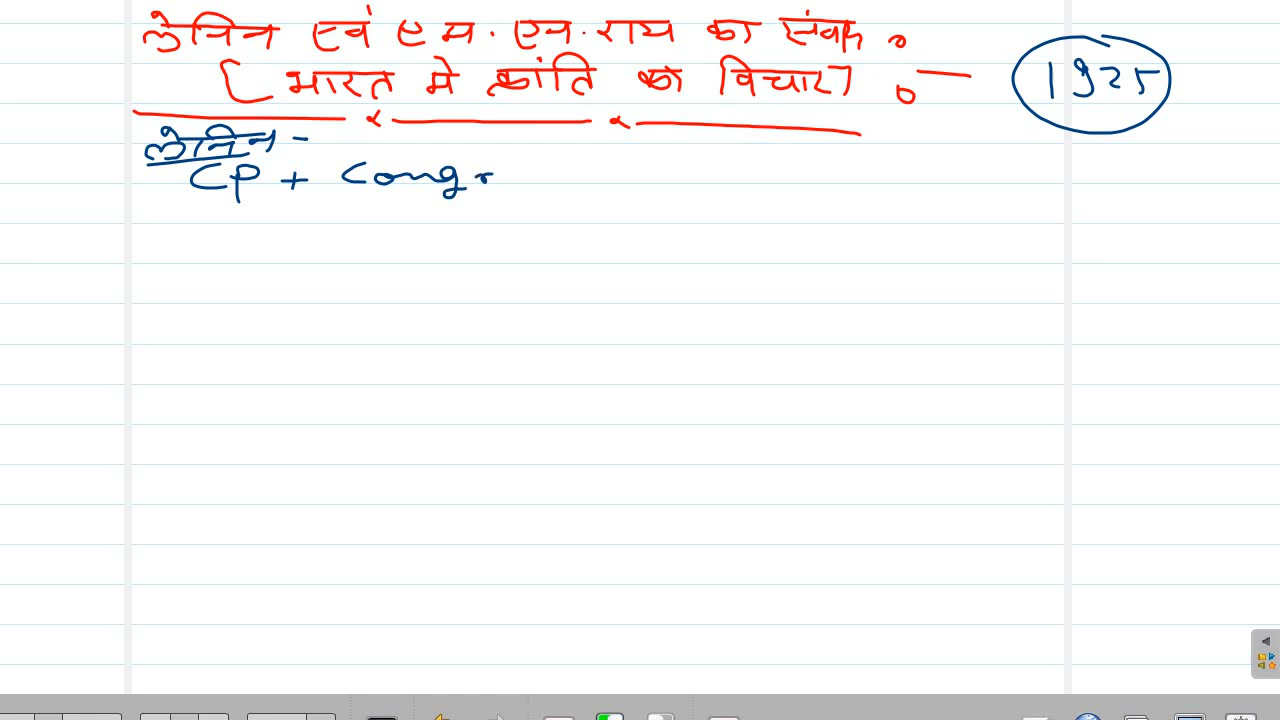 लेनिन एवं एम. एन. राय का संवाद :
[ भारत में क्रांति का विचार ] : — 1925
लेनिन -
CP + Congr